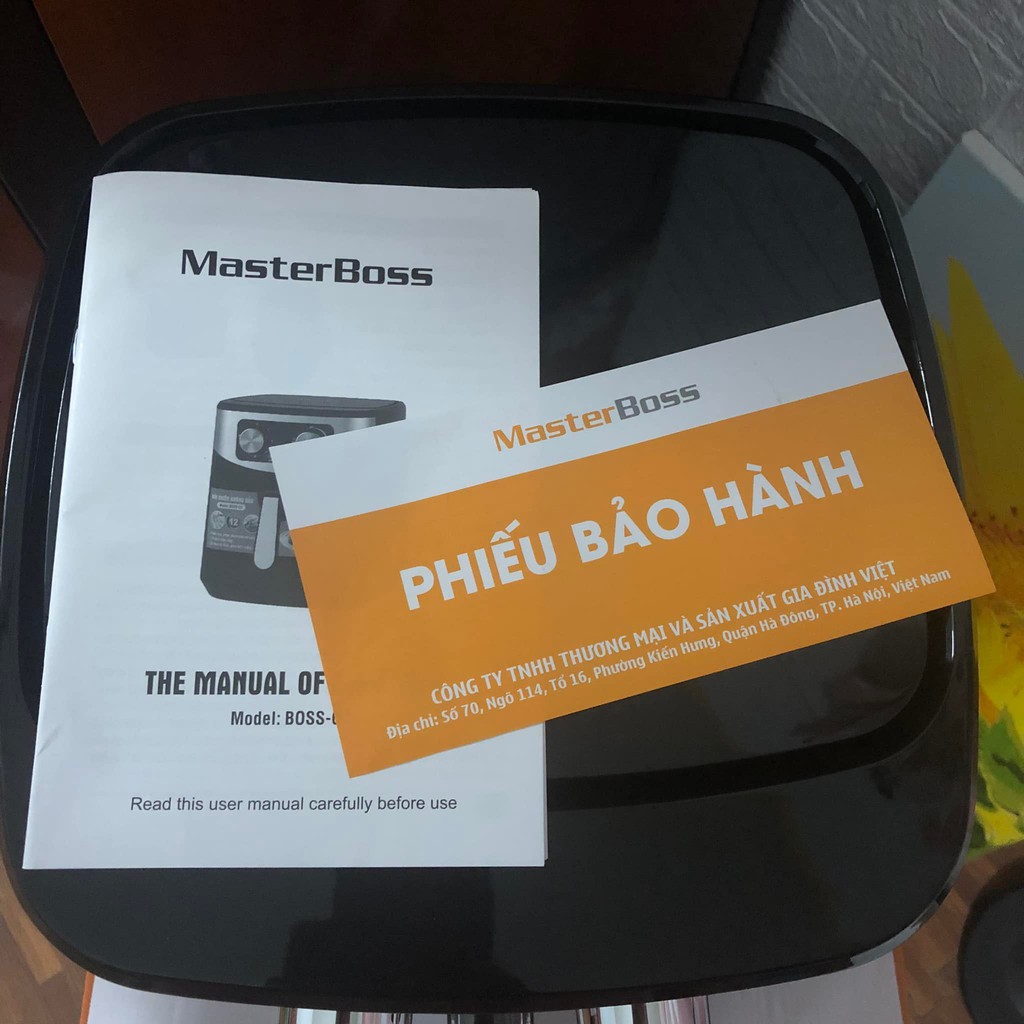 MasterBoss
THE MANUAL OF
Model:
Read this user manual carefully before use
MasterBoss
PHIẾU BẢO HÀNH
CÔNG TY TNHH THƯƠNG MẠI VÀ SẢN XUẤT GIA ĐÌNH VIỆT
Địa chỉ: Số 70, Ngõ 114, Tổ 16, Phường Kiến Hưng, Quận Hà Đông, TP. Hà Nội, Việt Nam